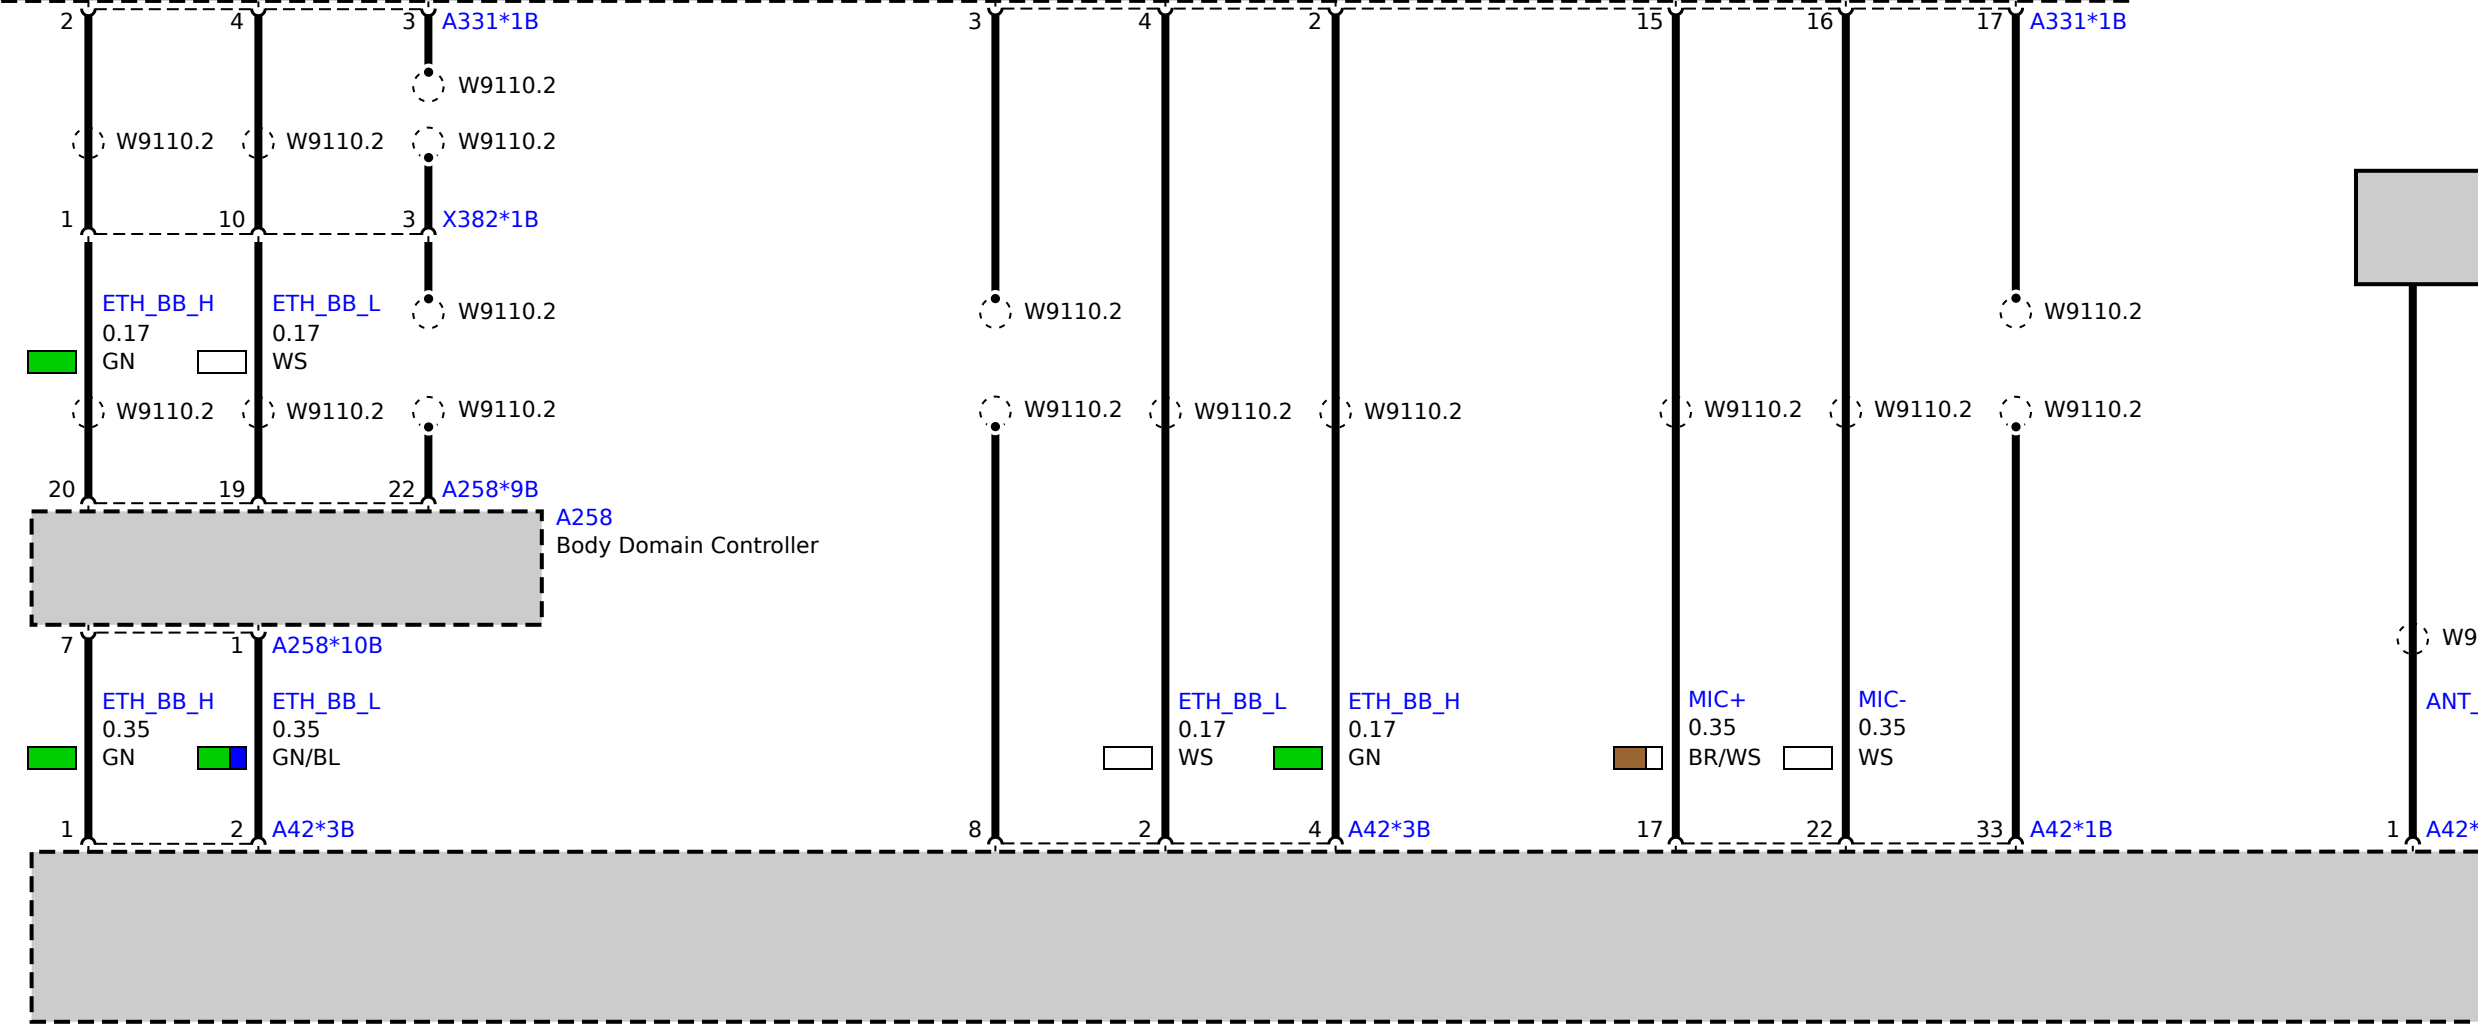 2 4 3 A331*1B 3 4 2 15 16 17 A331*1B
W9110.2
W9110.2 W9110.2 W9110.2
1 10 3 X382*1B
ETH_BB_H ETH_BB_L W9110.2 W9110.2 W9110.2
0.17 0.17
GN WS
W9110.2 W9110.2 W9110.2 W9110.2 W9110.2 W9110.2 W9110.2 W9110.2 W9110.2
20 19 22 A258*9B
A258
Body Domain Controller
W9
7 1 A258*10B
ETH_BB_H ETH_BB_L ETH_BB_L ETH_BB_H MIC+ MIC- ANT_
0.35 0.35 0.17 0.17 0.35 0.35
GN GN/BL WS GN BR/WS WS
1 2 A42*3B 8 2 4 A42*3B 17 22 33 A42*1B 1 A42*